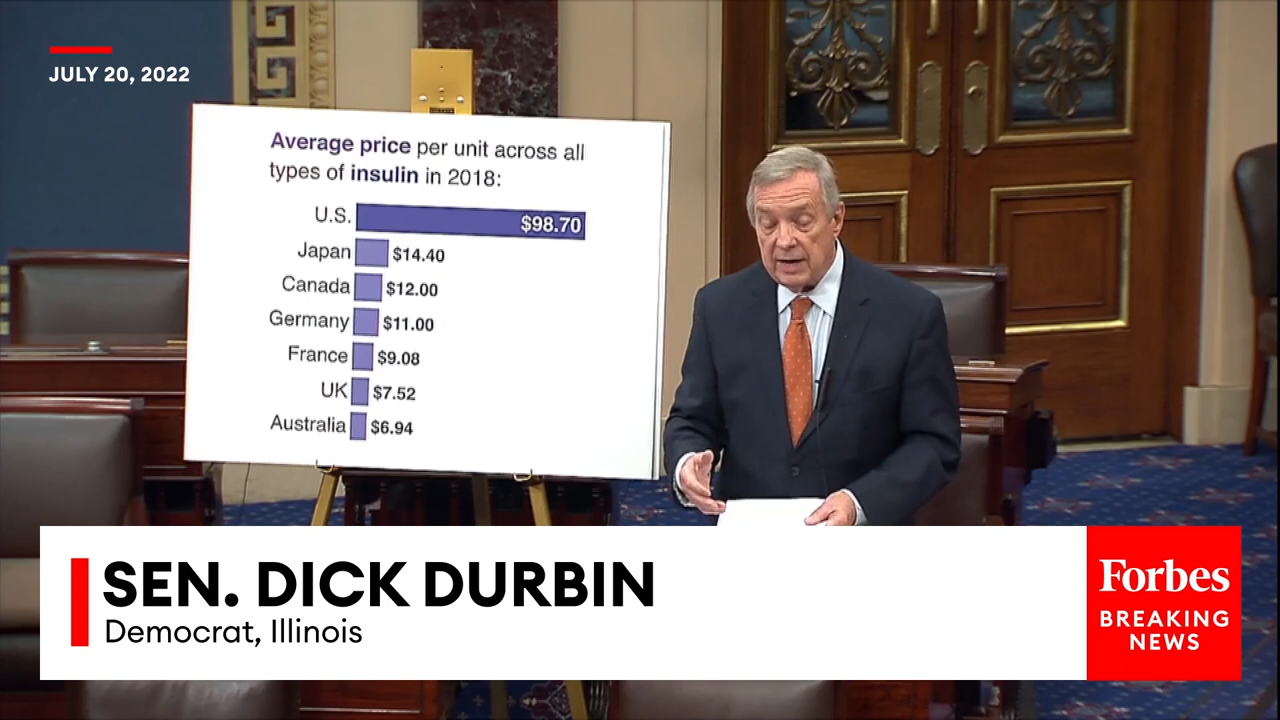 JULY 20, 2022
Average price per unit across all
types of insulin in 2018:
U.S. $98.70
Japan $14.40
Canada $12.00
Germany $11.00
France $9.08
UK $7.52
Australia $6.94
SEN. DICK DURBIN
Democrat, Illinois
Forbes
BREAKING
NEWS